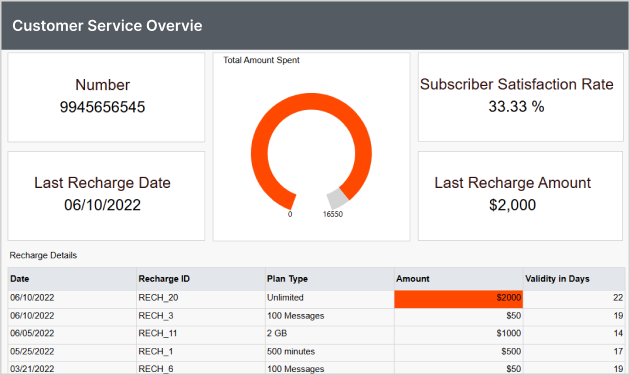 Customer Service Overvie
Number
9945656545
Total Amount Spent
0
16550
Subscriber Satisfaction Rate
33.33 %
Last Recharge Date
06/10/2022
Last Recharge Amount
$2,000
Recharge Details
Date Recharge ID Plan Type Amount Validity in Days
06/10/2022 RECH_20 Unlimited $2000 22
06/10/2022 RECH_3 100 Messages $50 19
06/05/2022 RECH_11 2 GB $1000 14
05/25/2022 RECH_1 500 minutes $500 17
03/21/2022 RECH_6 100 Messages $50 19